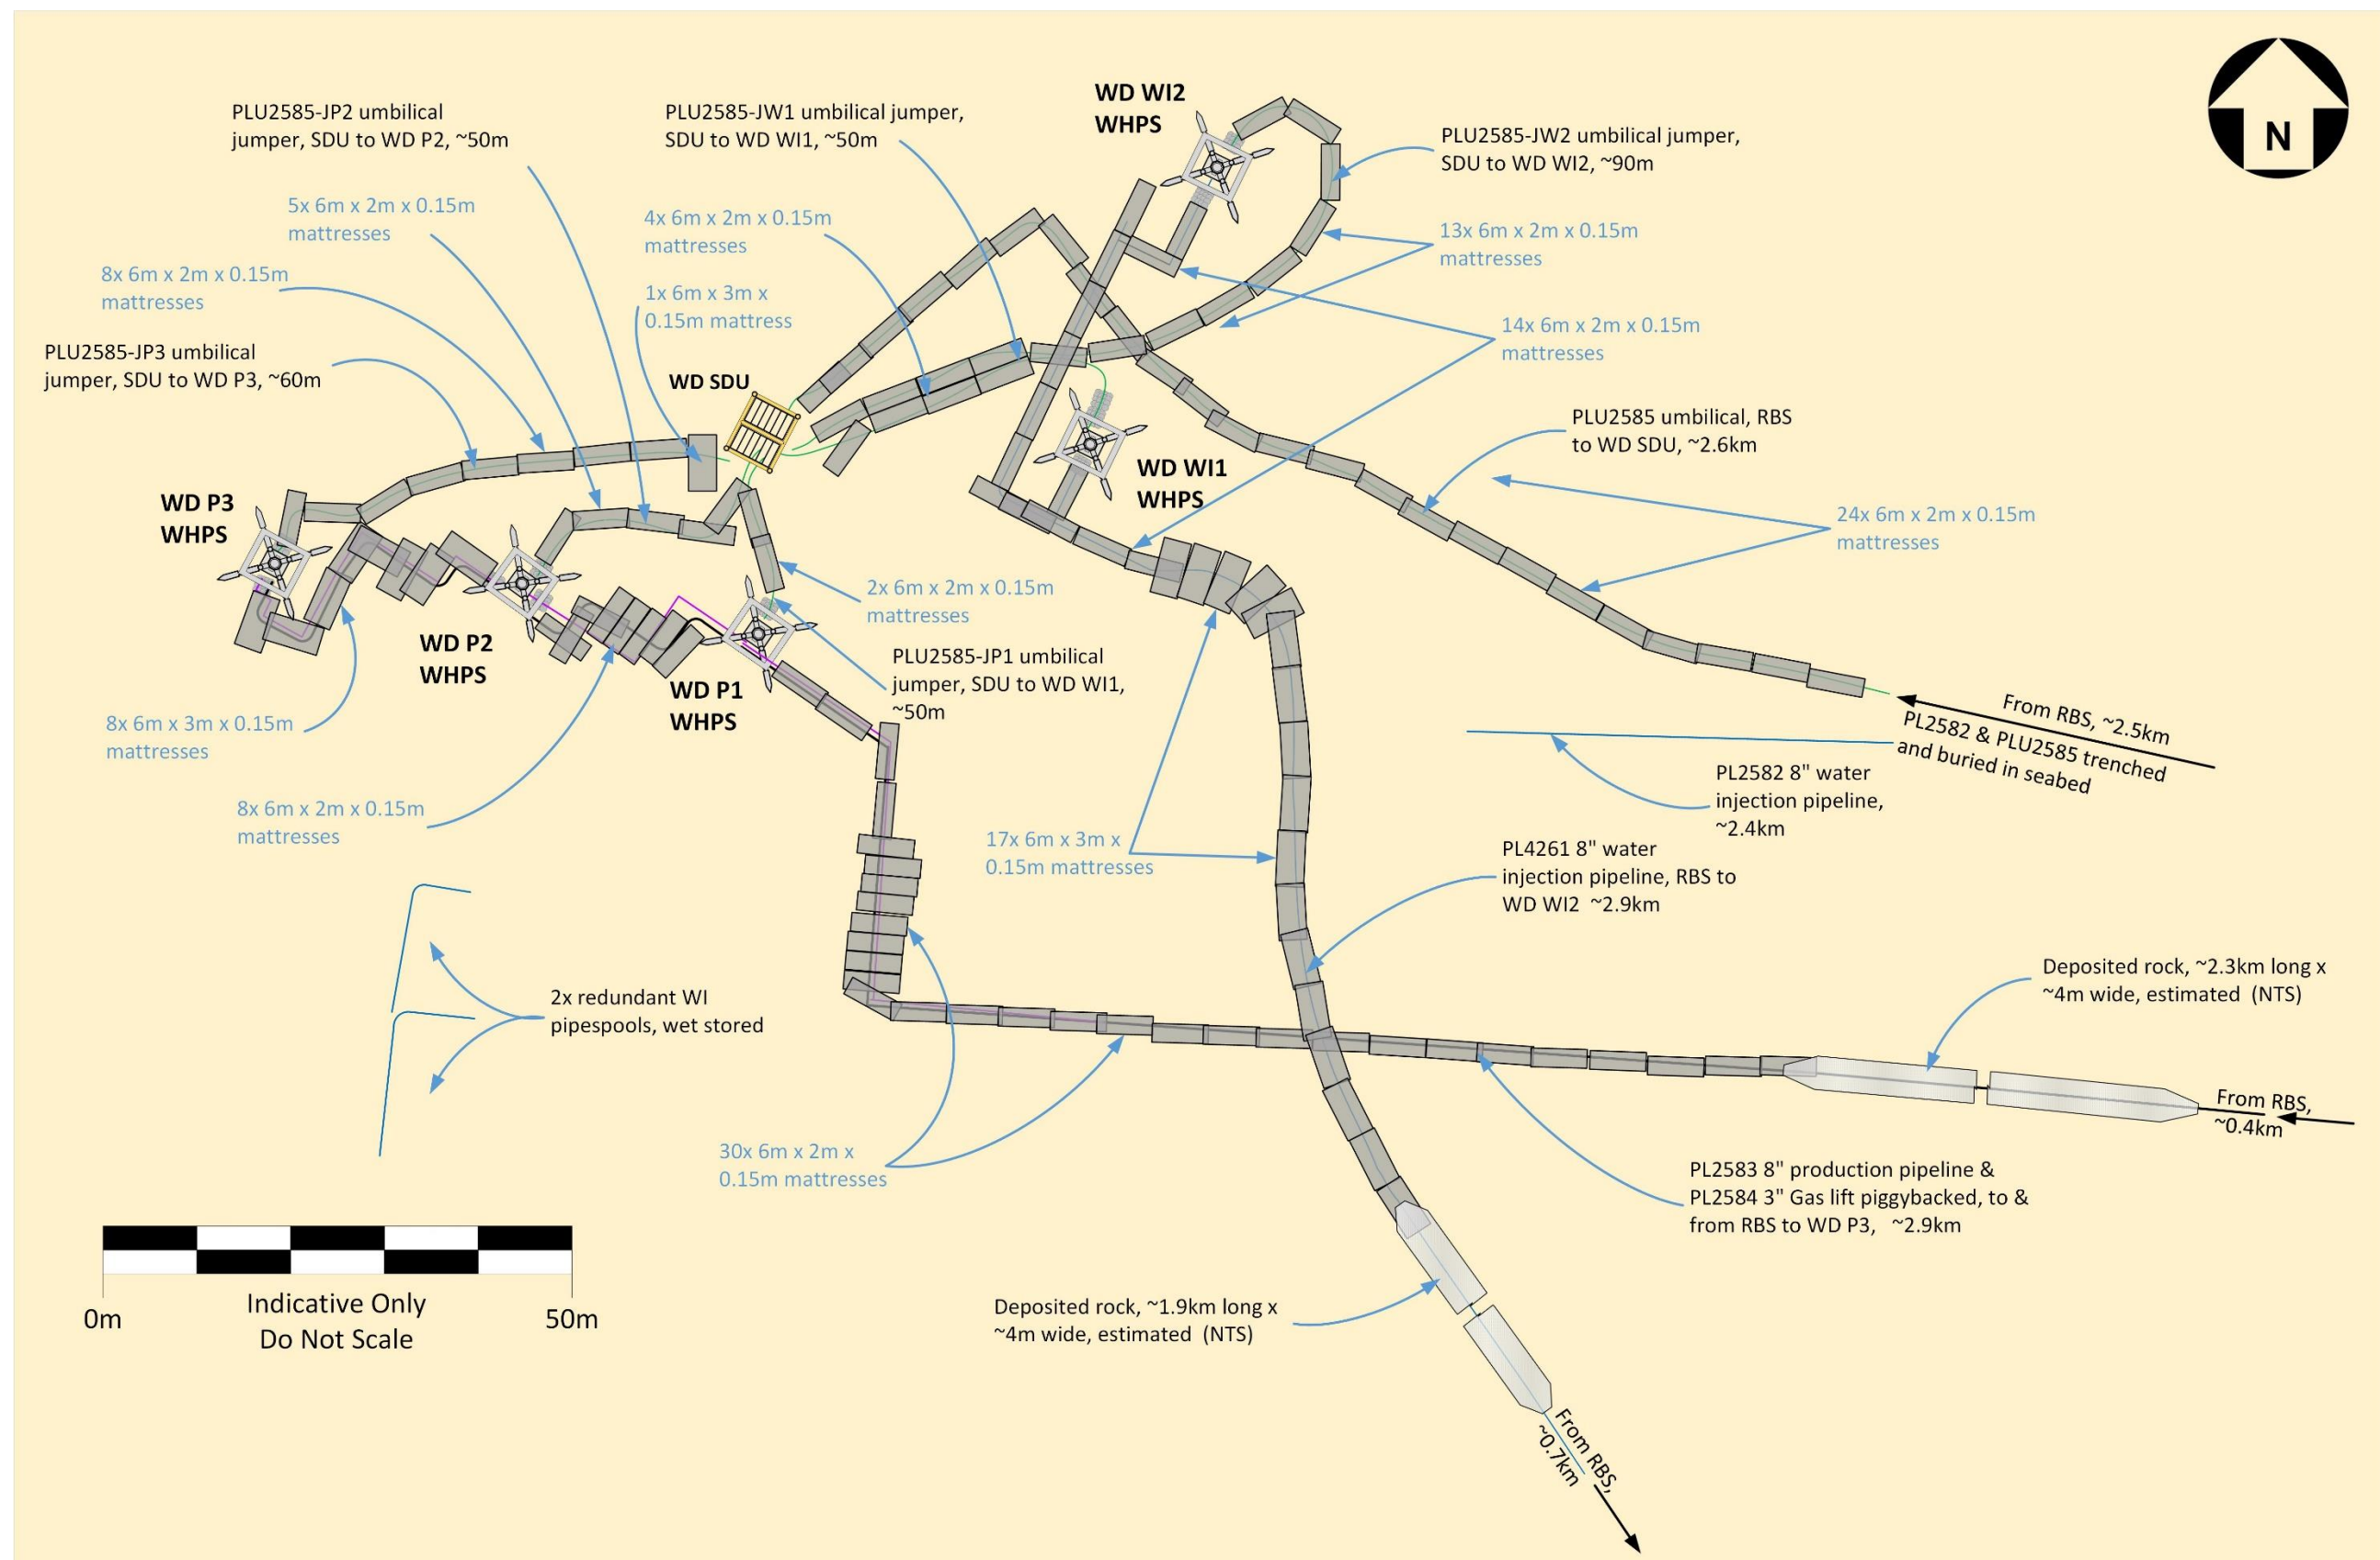 WD WI2
WHPS
N
PLU2585-JP2 umbilical
jumper, SDU to WD P2, ~50m
PLU2585-JW1 umbilical jumper,
SDU to WD WI1, ~50m
PLU2585-JW2 umbilical jumper,
SDU to WD WI2, ~90m
5x 6m x 2m x 0.15m
mattresses
4x 6m x 2m x 0.15m
mattresses
13x 6m x 2m x 0.15m
mattresses
8x 6m x 2m x 0.15m
mattresses
1x 6m x 3m x
0.15m mattress
14x 6m x 2m x 0.15m
mattresses
PLU2585-JP3 umbilical
jumper, SDU to WD P3, ~60m
WD SDU
PLU2585 umbilical, RBS
to WD SDU, ~2.6km
WD WI1
WHPS
WD P3
WHPS
24x 6m x 2m x 0.15m
mattresses
2x 6m x 2m x 0.15m
mattresses
WD P2
WHPS
PLU2585-JP1 umbilical
jumper, SDU to WD WI1,
~50m
WD P1
WHPS
From RBS, ~2.5km
PL2582 & PLU2585 trenched
and buried in seabed
8x 6m x 3m x 0.15m
mattresses
PL2582 8" water
injection pipeline,
~2.4km
8x 6m x 2m x 0.15m
mattresses
17x 6m x 3m x
0.15m mattresses
PL4261 8" water
injection pipeline, RBS to
WD WI2 ~2.9km
Deposited rock, ~2.3km long x
~4m wide, estimated (NTS)
2x redundant WI
pipespools, wet stored
From RBS,
~0.4km
30x 6m x 2m x
0.15m mattresses
PL2583 8" production pipeline &
PL2584 3" Gas lift piggybacked, to &
from RBS to WD P3, ~2.9km
0m
Indicative Only
Do Not Scale
50m
Deposited rock, ~1.9km long x
~4m wide, estimated (NTS)
From RBS,
~0.7km